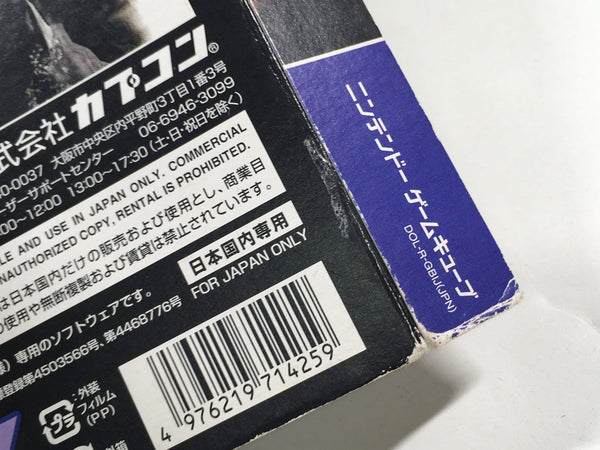 カプコン®
式会社
0-0037 大阪市中央区内平野町3丁目1番3号
ーザーサポートセンター 06-6946-3099
00～12:00 13:00～17:30（土・日・祝日を除く）
LE AND USE IN JAPAN ONLY. COMMERCIAL
NAUTHORIZED COPY, RENTAL IS PROHIBITED.
は日本国内だけの販売および使用とし、商業目
の使用や無断複製および賃貸は禁止されています。
日本国内専用
FOR JAPAN ONLY
様）専用のソフトウェアです。
登録第4503566号、第4468776号
プラ
:外装
フィルム
(PP)
4 976219 714259
ニンテンドーゲームキューブ
DOL-R-GBIJ(JPN)